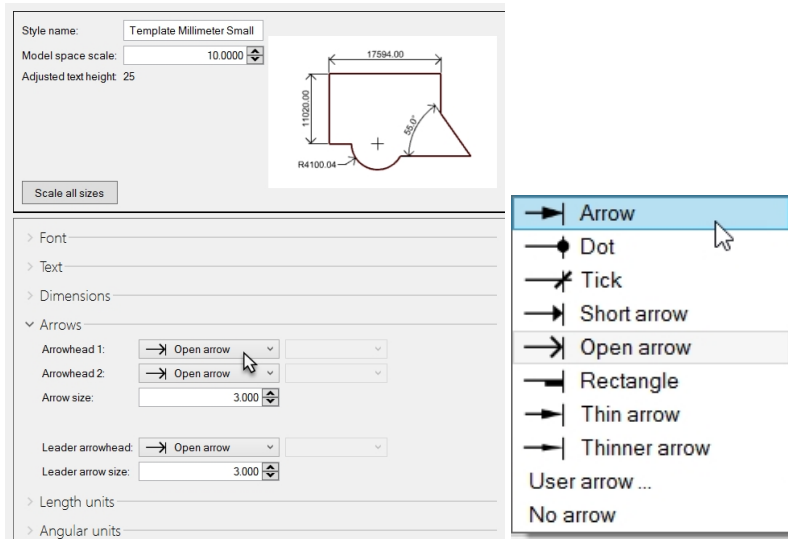 Style name: Template Millimeter Small
Model space scale: 10.0000
Adjusted text height: 25
17594.00
11020.00
55.0°
R4100.04
Scale all sizes
Font
Text
Dimensions
Arrows
Arrowhead 1: Open arrow
Arrowhead 2: Open arrow
Arrow size: 3.000
Leader arrowhead: Open arrow
Leader arrow size: 3.000
Length units
Angular units
Arrow
Dot
Tick
Short arrow
Open arrow
Rectangle
Thin arrow
Thinner arrow
User arrow ...
No arrow